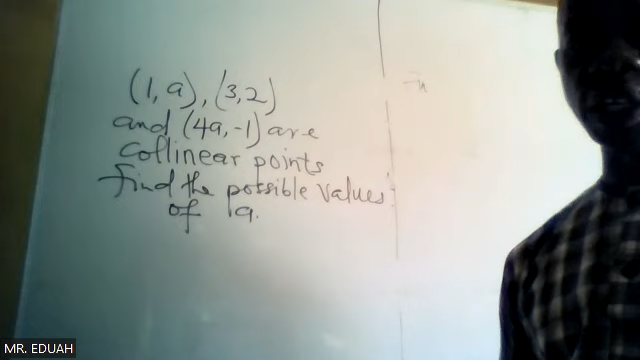 (1, a), (3,2)
and (4a,-1) are
collinear points
find the possible values
of a.
MR. EDUAH